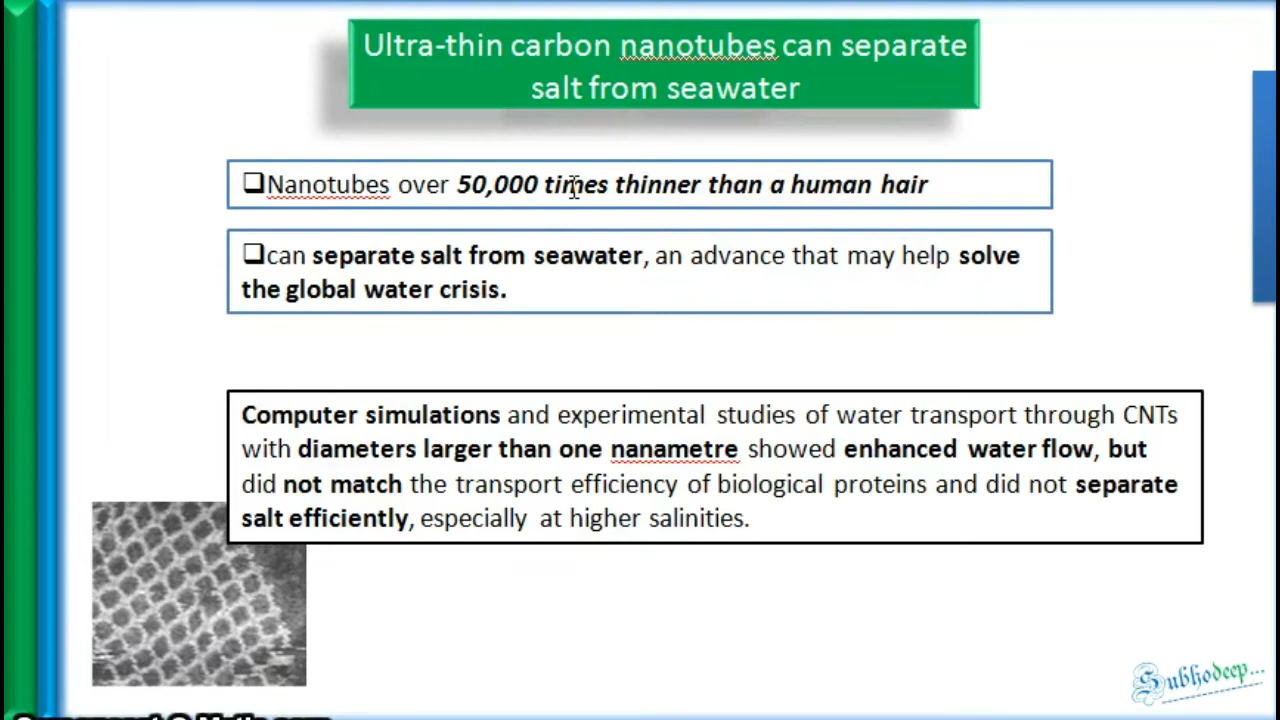 Ultra-thin carbon nanotubes can separate
salt from seawater
❑Nanotubes over 50,000 times thinner than a human hair
❑can separate salt from seawater, an advance that may help solve
the global water crisis.
Computer simulations and experimental studies of water transport through CNTs
with diameters larger than one nanametre showed enhanced water flow, but
did not match the transport efficiency of biological proteins and did not separate
salt efficiently, especially at higher salinities.
Subhodeep...